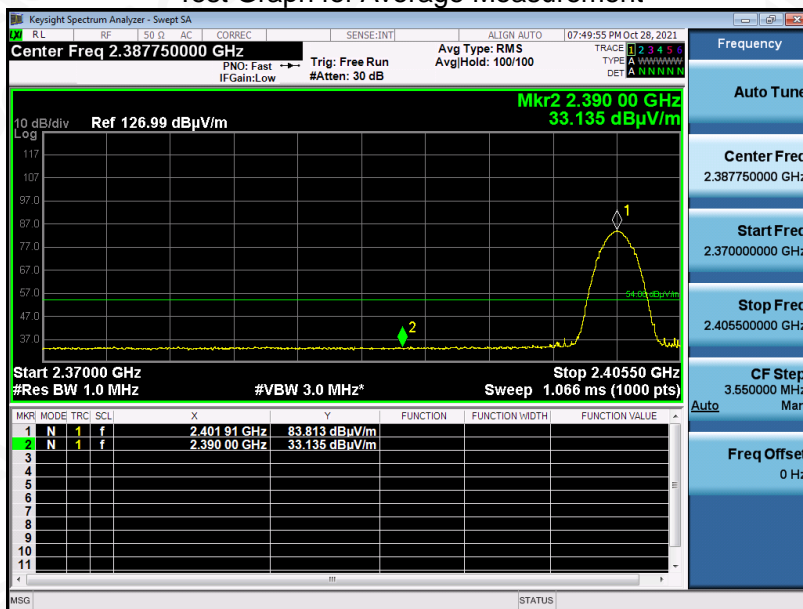 Test Graph for Average Measurement
Keysight Spectrum Analyzer - Swept SA
RL RF 50 Ω AC CORREC SENSE:INT ALIGN AUTO 07:49:55 PM Oct 28, 2021
Center Freq 2.387750000 GHz
PNO: Fast
IFGain:Low
Trig: Free Run
#Atten: 30 dB
Avg Type: RMS
Avg|Hold: 100/100
TRACE 1 2 3 4 5 6
TYPE A WWWWW
DET A N N N N N
Mkr2 2.390 00 GHz
33.135 dBµV/m
10 dB/div Ref 126.99 dBµV/m
Log
117
107
97.0
87.0
77.0
67.0
57.0
47.0
37.0
1
54.00 dBµV/m
2
Start 2.37000 GHz Stop 2.40550 GHz
#Res BW 1.0 MHz #VBW 3.0 MHz* Sweep 1.066 ms (1000 pts)
MKR MODE TRC SCL X Y FUNCTION FUNCTION WIDTH FUNCTION VALUE
1 N 1 f 2.401 91 GHz 83.813 dBµV/m
2 N 1 f 2.390 00 GHz 33.135 dBµV/m
3
4
5
6
7
8
9
10
11
MSG STATUS
Frequency
Auto Tune
Center Freq
2.387750000 GHz
Start Freq
2.370000000 GHz
Stop Freq
2.405500000 GHz
CF Step
3.550000 MHz
Auto Man
Freq Offset
0 Hz